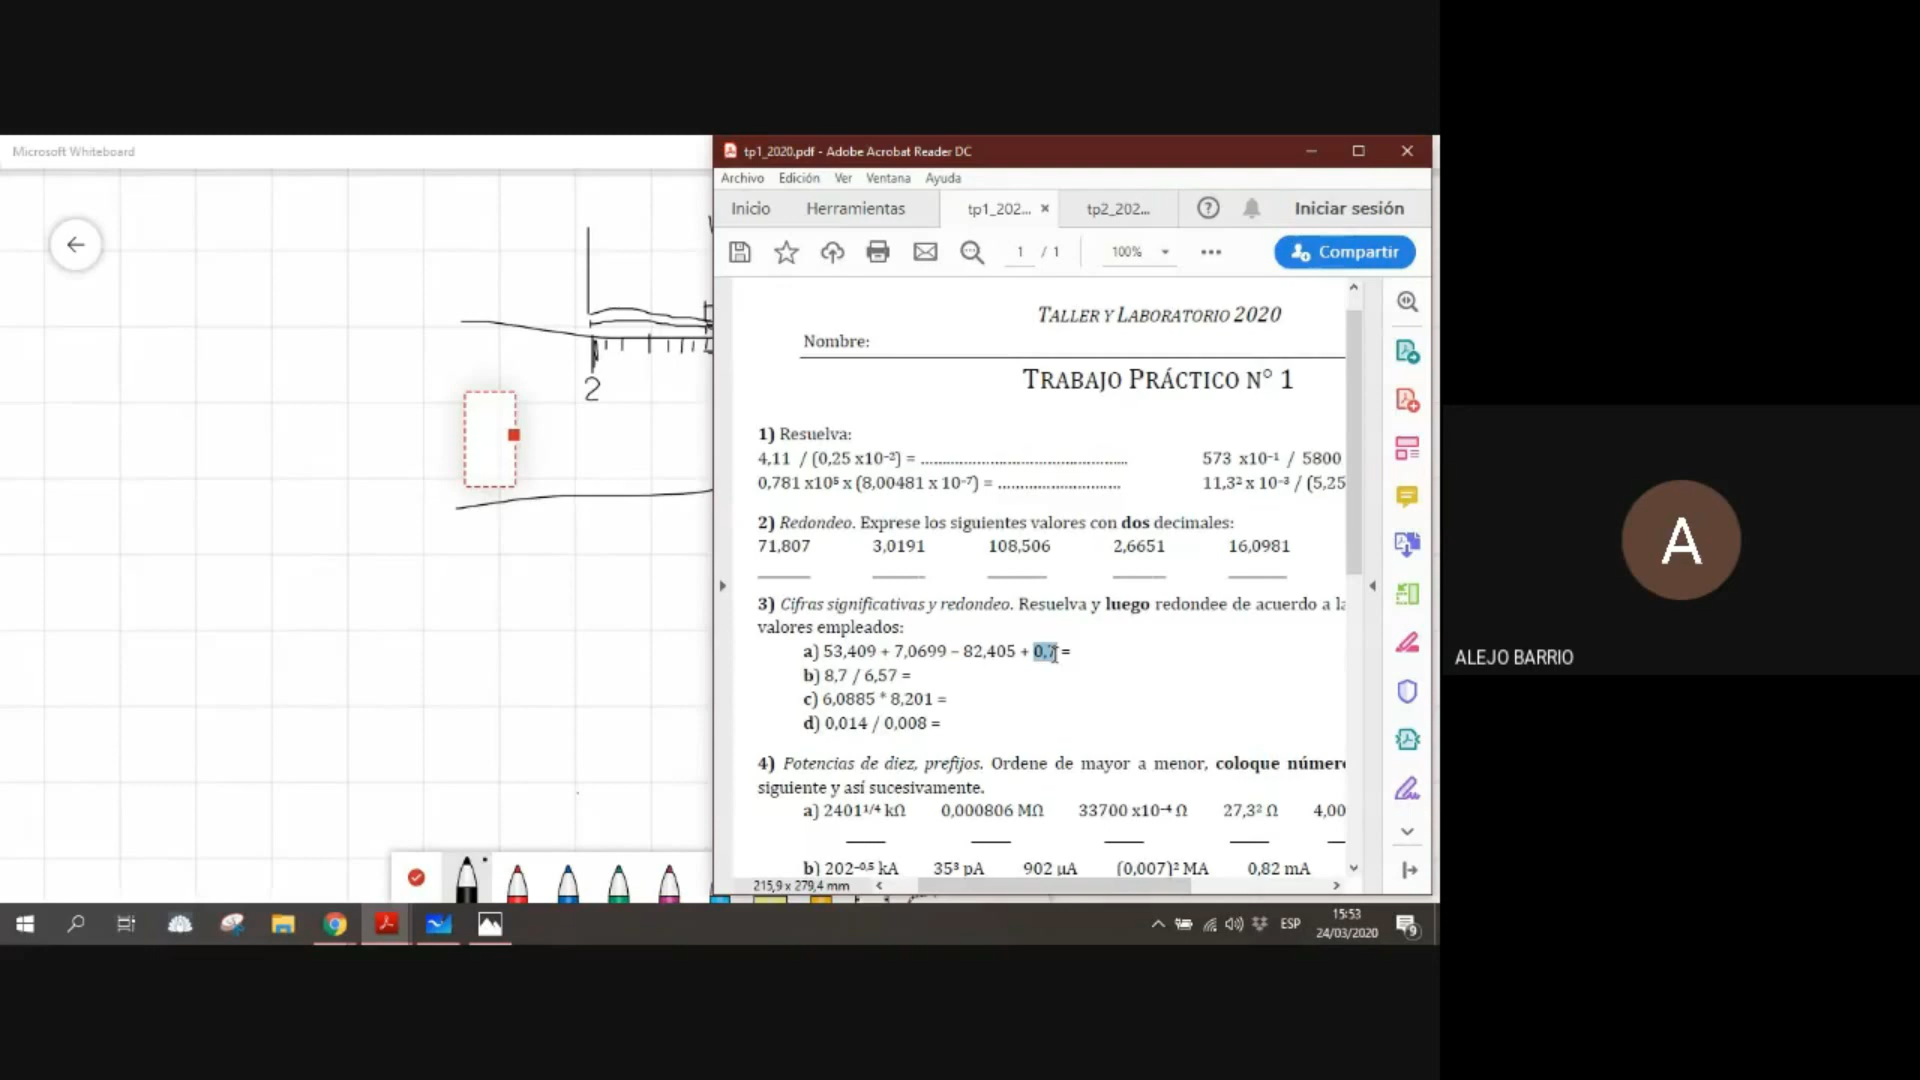 Microsoft Whiteboard
2
tp1_2020.pdf - Adobe Acrobat Reader DC
Archivo Edición Ver Ventana Ayuda
Inicio Herramientas tp1_202... × tp2_202... Iniciar sesión
1 / 1 100% Compartir
TALLER Y LABORATORIO 2020
Nombre:
TRABAJO PRÁCTICO N° 1
1) Resuelva:
4,11 / (0,25 x10⁻²) = ............................................. 573 x10⁻¹ / 5800
0,781 x10⁵ x (8,00481 x 10⁻⁷) = ........................... 11,3² x 10⁻³ / (5,25
2) Redondeo. Exprese los siguientes valores con dos decimales:
71,807 3,0191 108,506 2,6651 16,0981
3) Cifras significativas y redondeo. Resuelva y luego redondee de acuerdo a la
valores empleados:
a) 53,409 + 7,0699 – 82,405 + 0,7 =
b) 8,7 / 6,57 =
c) 6,0885 * 8,201 =
d) 0,014 / 0,008 =
4) Potencias de diez, prefijos. Ordene de mayor a menor, coloque número
siguiente y así sucesivamente.
a) 2401¹ᐟ⁴ kΩ 0,000806 MΩ 33700 x10⁻⁴ Ω 27,3² Ω 4,00
b) 202⁻⁰·⁵ kA 35³ pA 902 µA (0,007)² MA 0,82 mA
215,9 x 279,4 mm
ESP
15:53
24/03/2020
9
A
ALEJO BARRIO